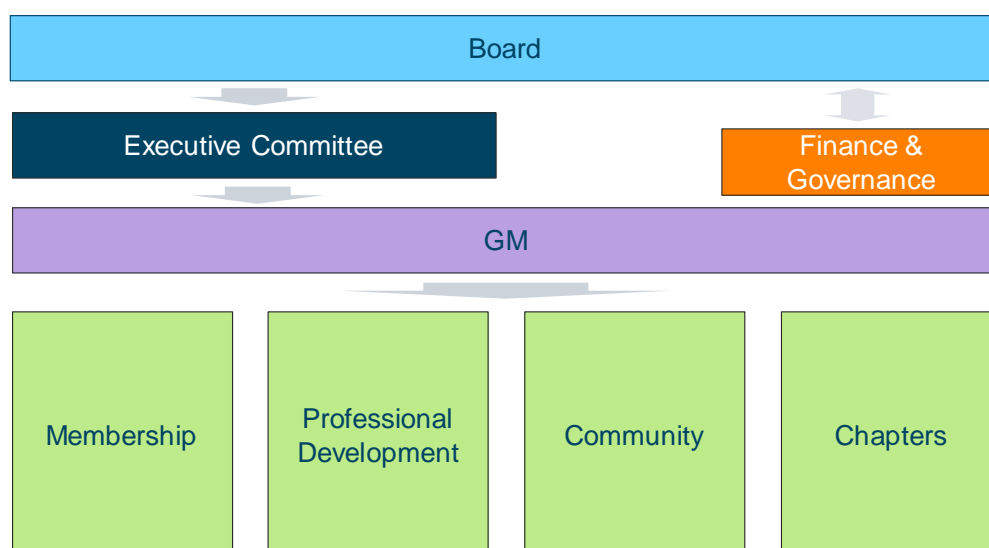 Board
Executive Committee
Finance &
Governance
GM
Membership
Professional
Development
Community
Chapters